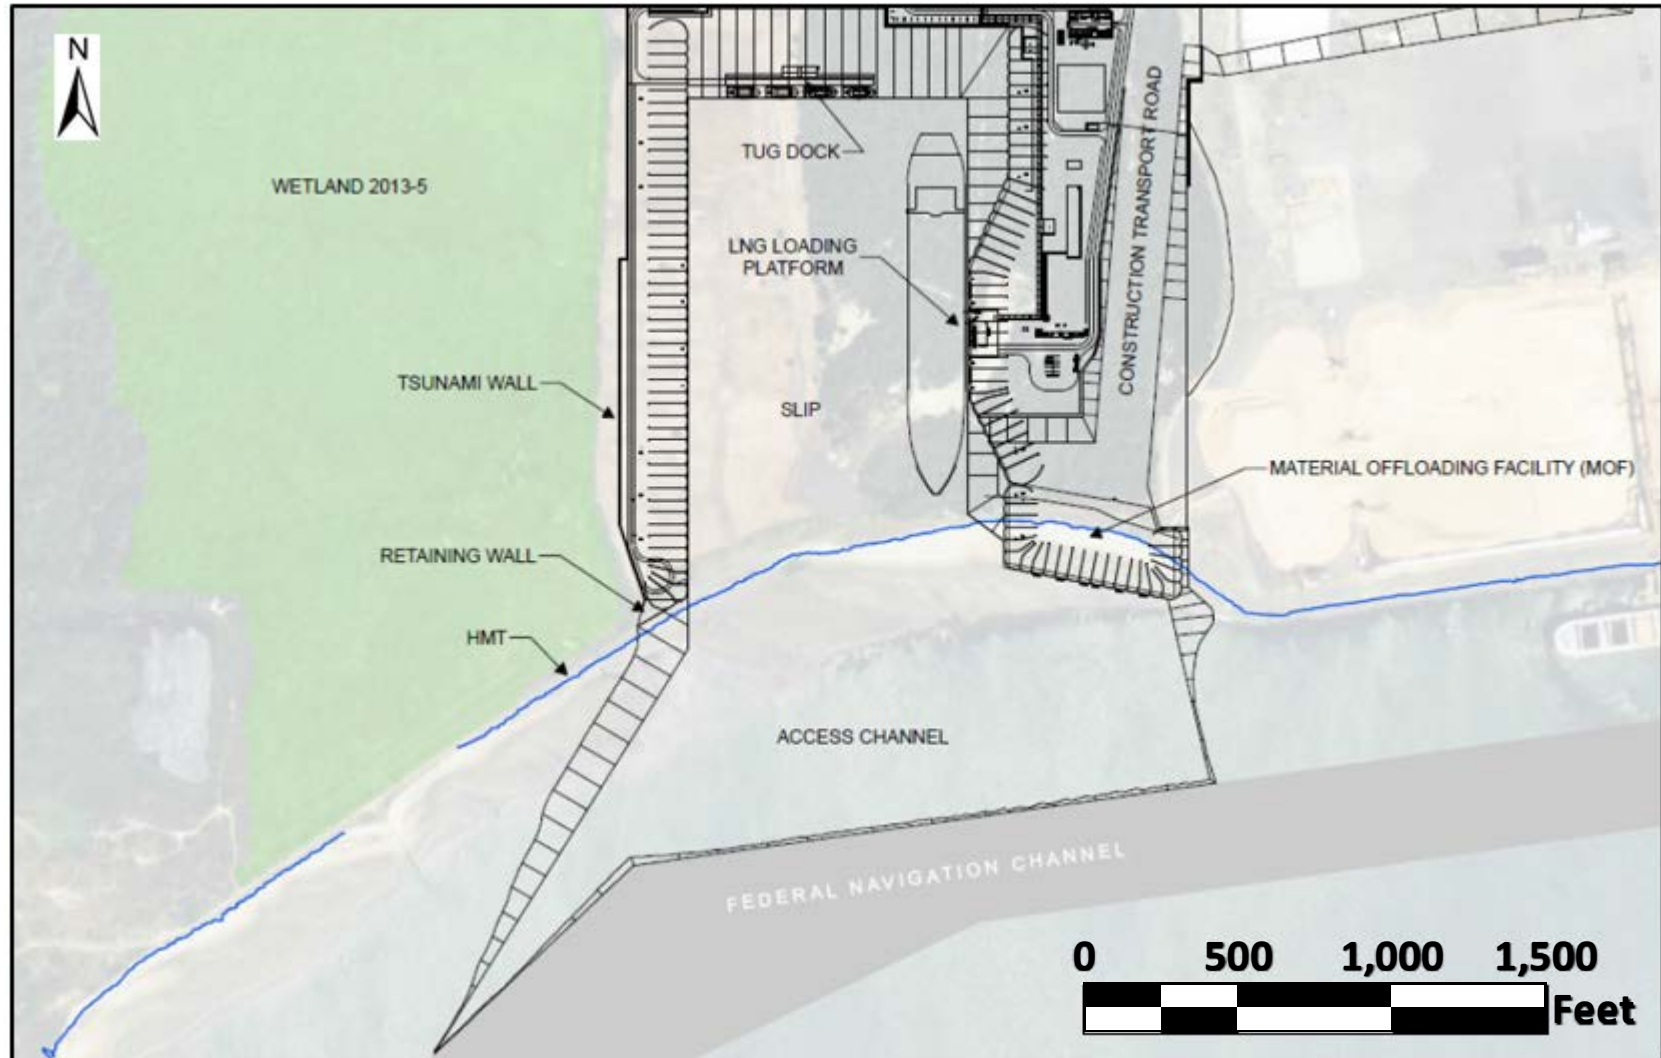 N
TUG DOCK
WETLAND 2013-5
CONSTRUCTION TRANSPORT ROAD
LNG LOADING
PLATFORM
TSUNAMI WALL
SLIP
MATERIAL OFFLOADING FACILITY (MOF)
RETAINING WALL
HMT
ACCESS CHANNEL
FEDERAL NAVIGATION CHANNEL
0 500 1,000 1,500
Feet